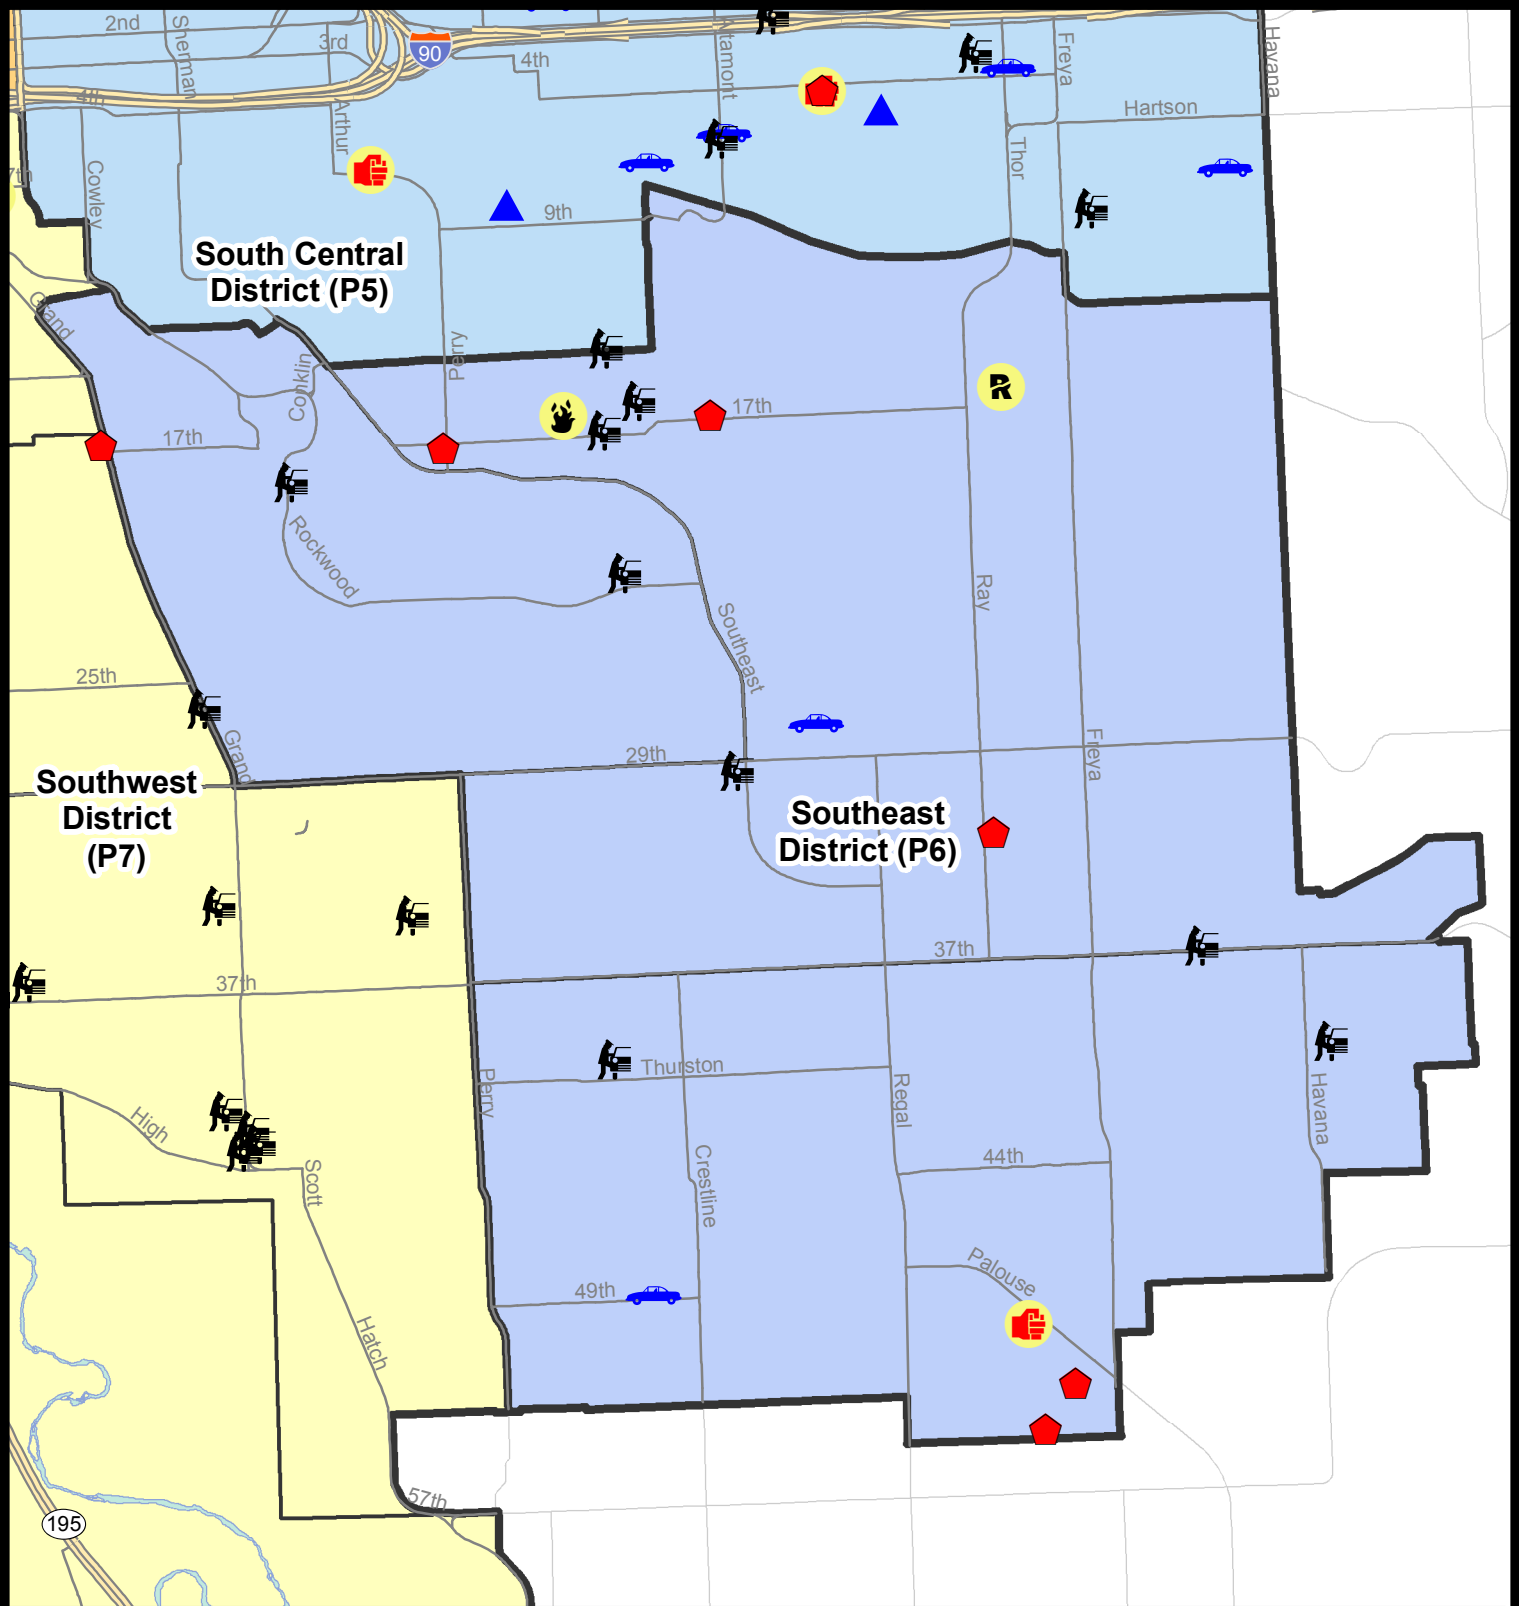 2nd
Sherman
3rd
90
4th
Altamont
Freya
Havana
4th
Arthur
Hartson
Thor
7th
Cowley
9th
South Central
District (P5)
Grand
Perry
Conklin
17th
17th
R
Rockwood
Ray
Southeast
25th
Grand
29th
Freya
Southwest
District
(P7)
Southeast
District (P6)
37th
37th
Thurston
Perry
Regal
Havana
High
Scott
Crestline
44th
Palouse
49th
Hatch
57th
195